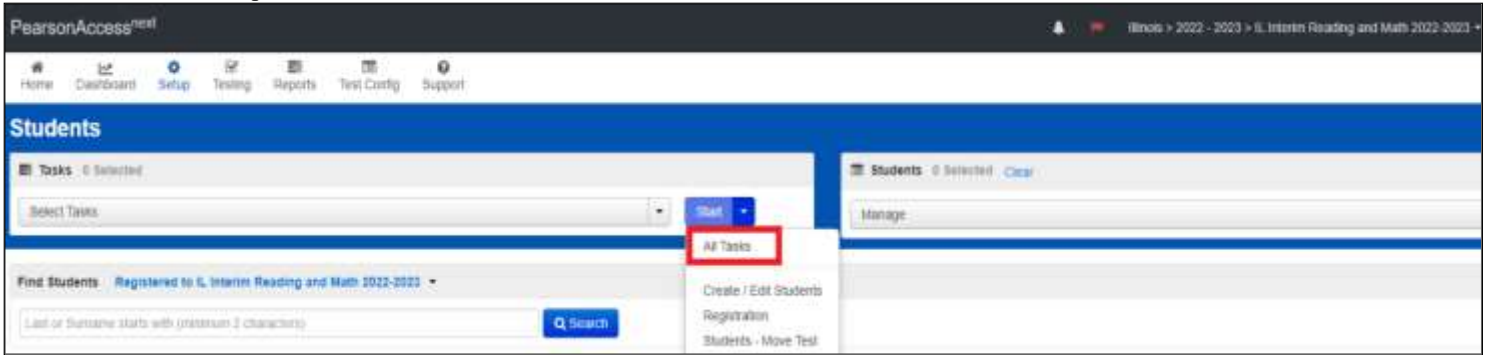 PearsonAccessnext
Illinois > 2022 - 2023 > IL Interim Reading and Math 2022-2023
Home Dashboard Setup Testing Reports Test Config Support
Students
Tasks 0 Selected
Students 0 Selected Clear
Select Tasks
Start
Manage
All Tasks
Find Students Registered to IL Interim Reading and Math 2022-2023
Create / Edit Students
Last or Surname starts with (minimum 2 characters)
Search
Registration
Students - Move Test